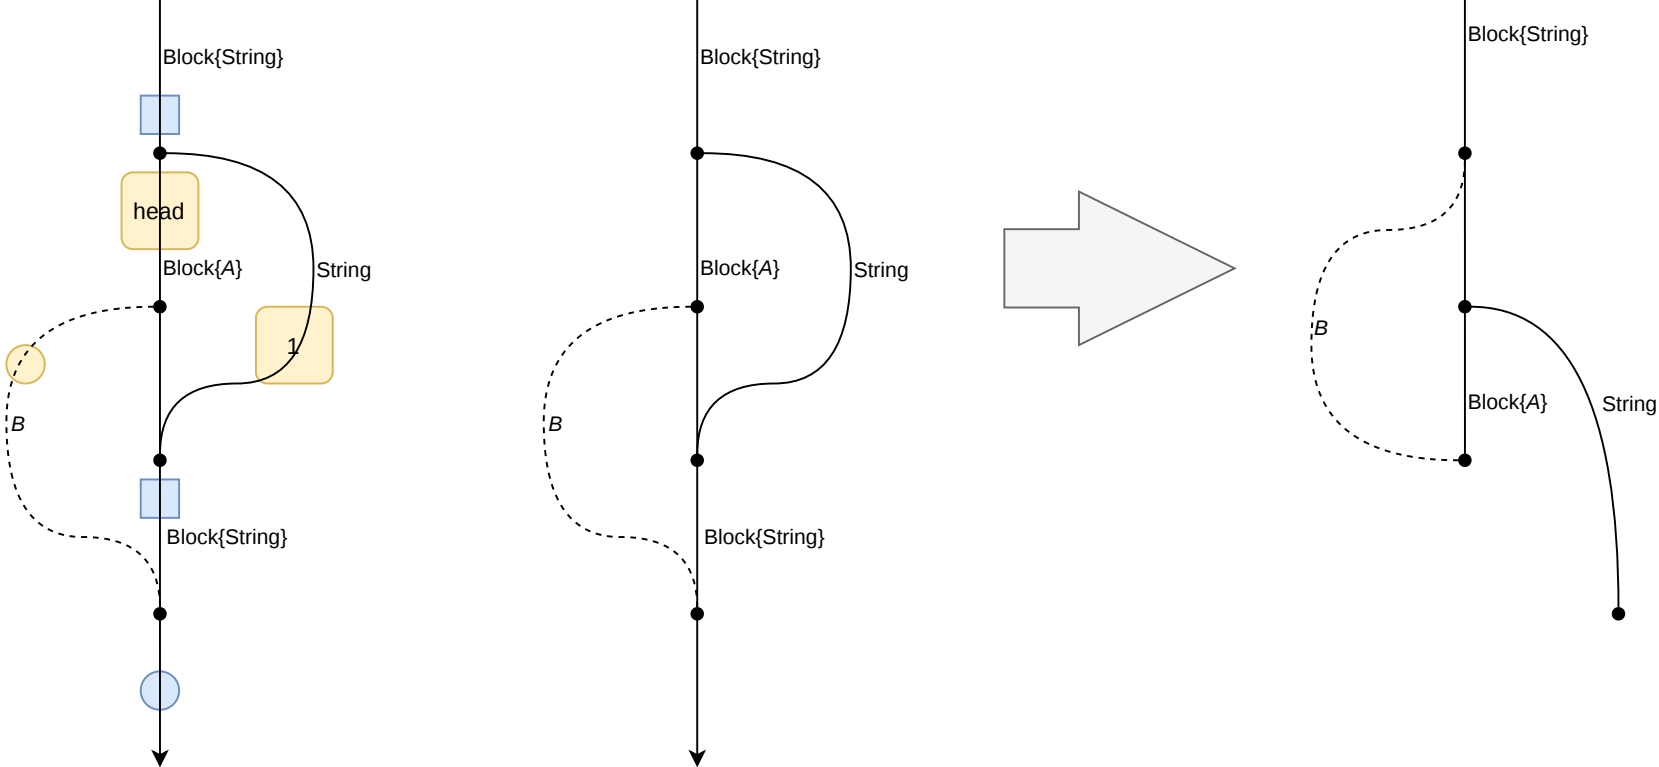 Block{String}
head
Block{A}
String
1
B
Block{String}
Block{String}
Block{A}
String
B
Block{String}
Block{String}
B
Block{A}
String